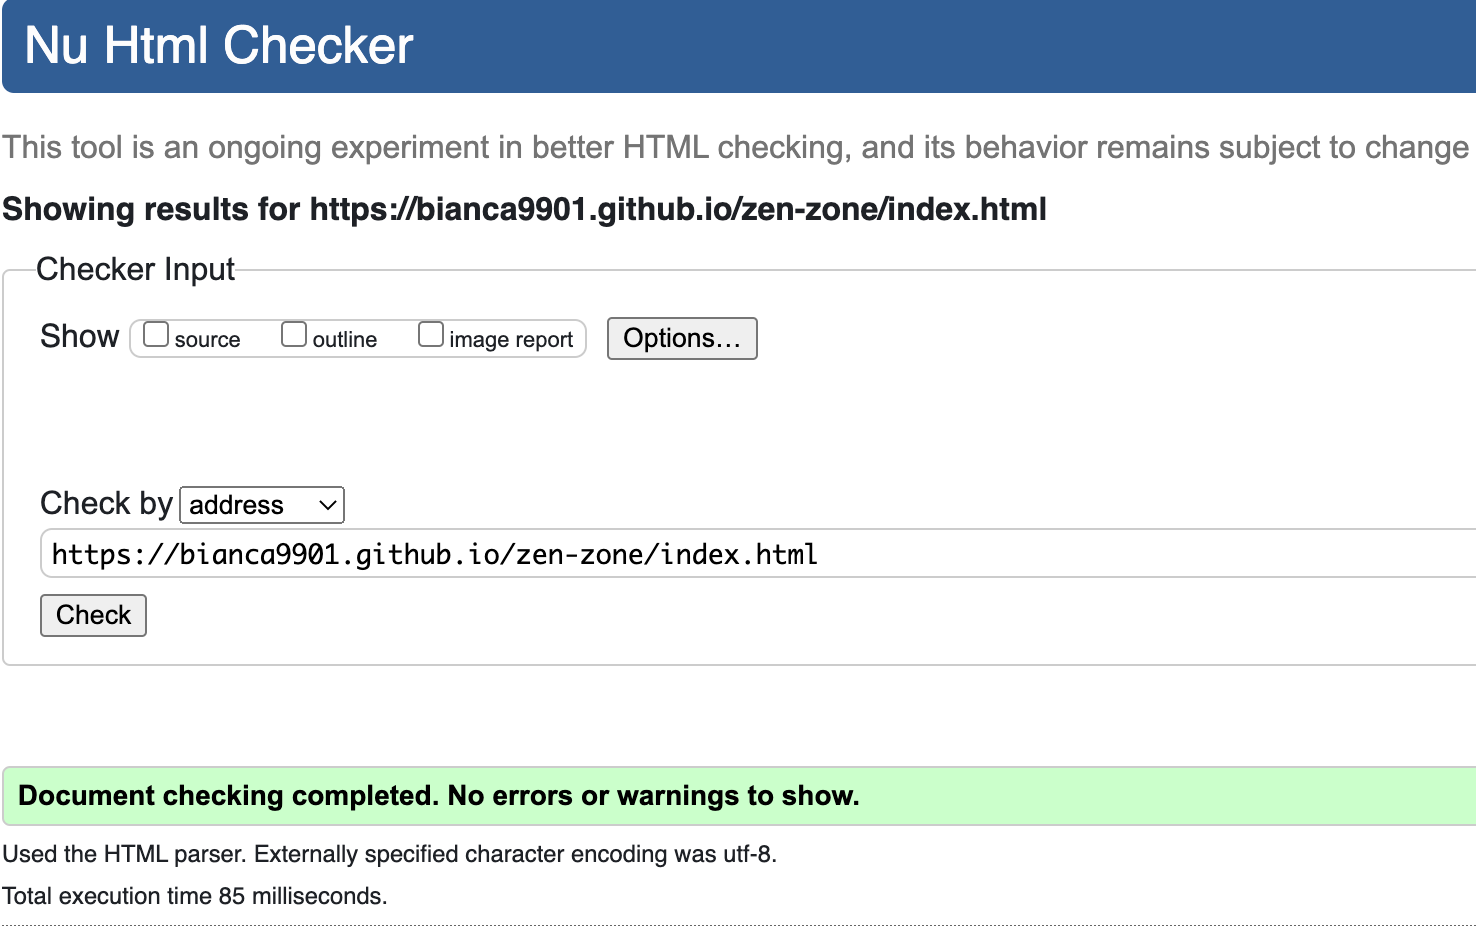 Nu Html Checker
This tool is an ongoing experiment in better HTML checking, and its behavior remains subject to change
Showing results for https://bianca9901.github.io/zen-zone/index.html
Checker Input
Show source outline image report Options…
Check by address
https://bianca9901.github.io/zen-zone/index.html
Check
Document checking completed. No errors or warnings to show.
Used the HTML parser. Externally specified character encoding was utf-8.
Total execution time 85 milliseconds.